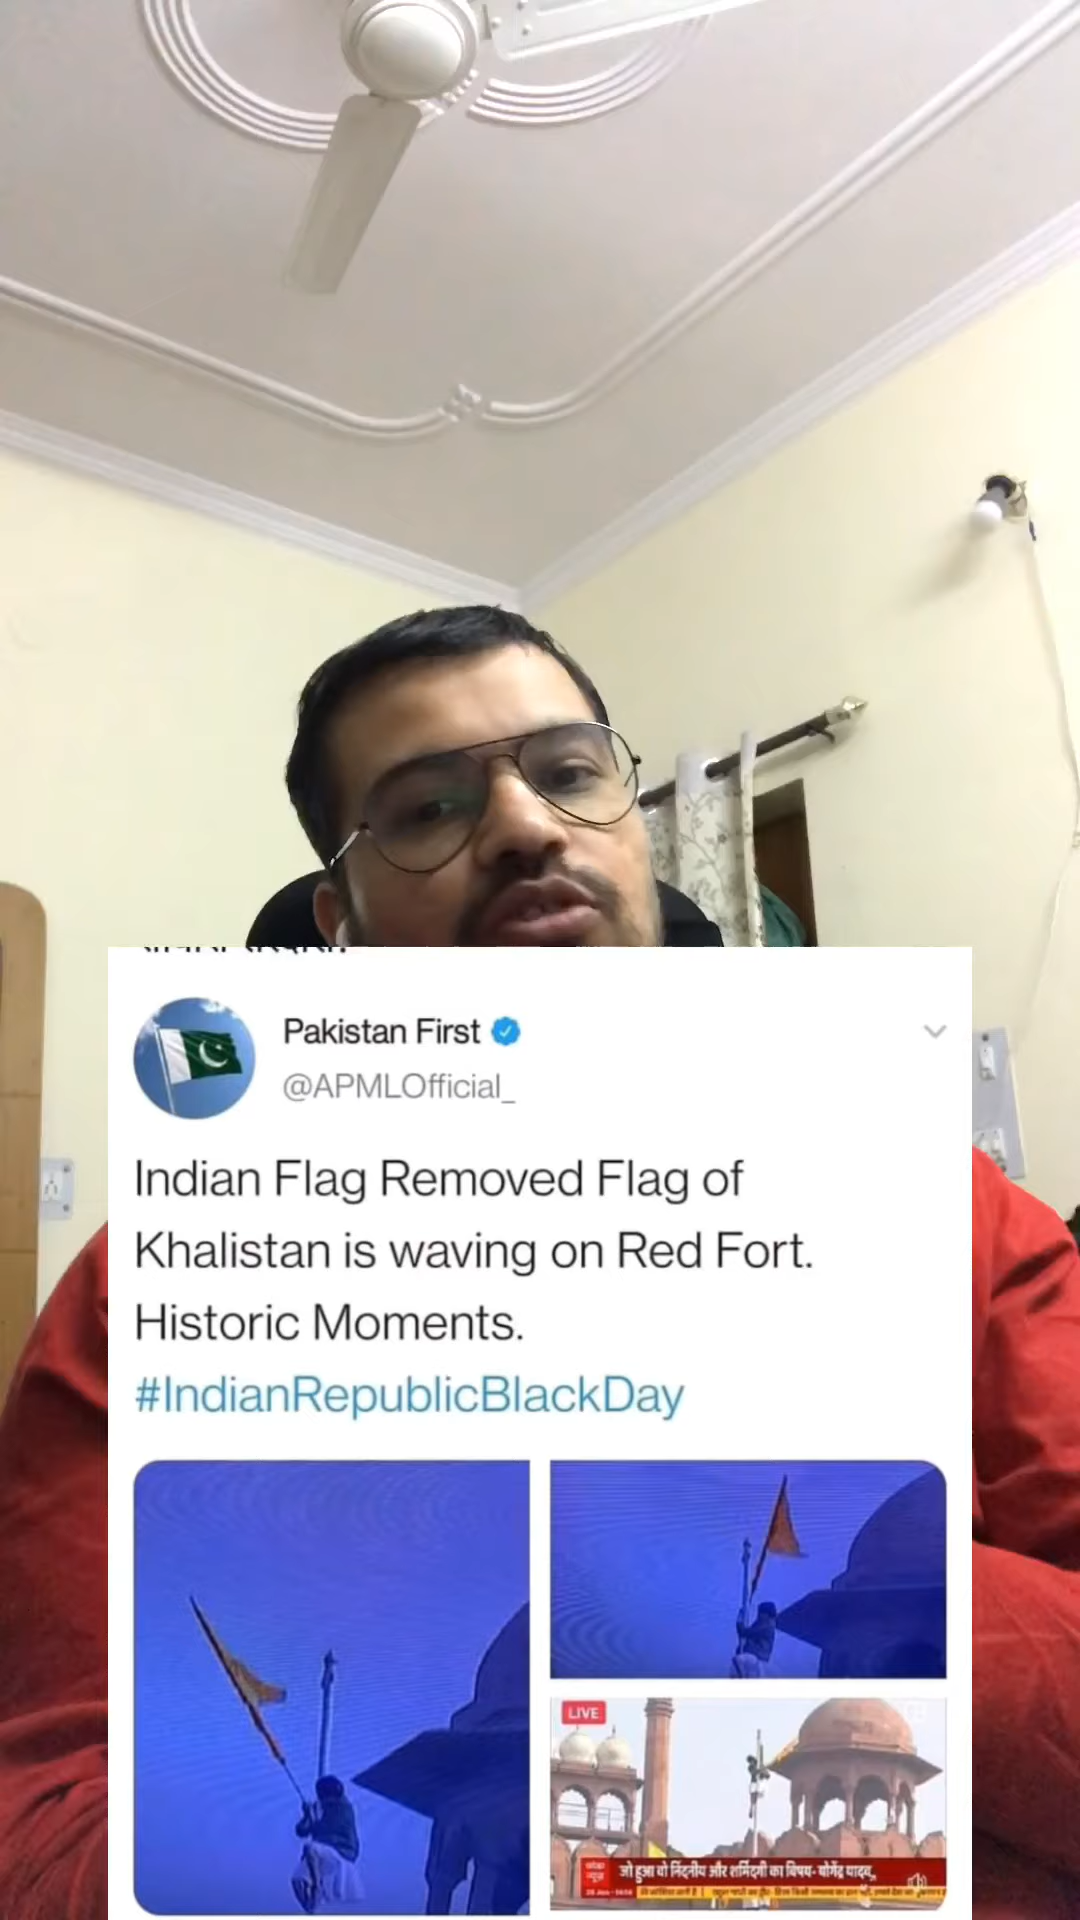 Pakistan First
@APMLOfficial_
Indian Flag Removed Flag of
Khalistan is waving on Red Fort.
Historic Moments.
#IndianRepublicBlackDay
LIVE
जो हुआ वो निंदनीय और शर्मिंदगी का विषय- योगेंद्र यादव,